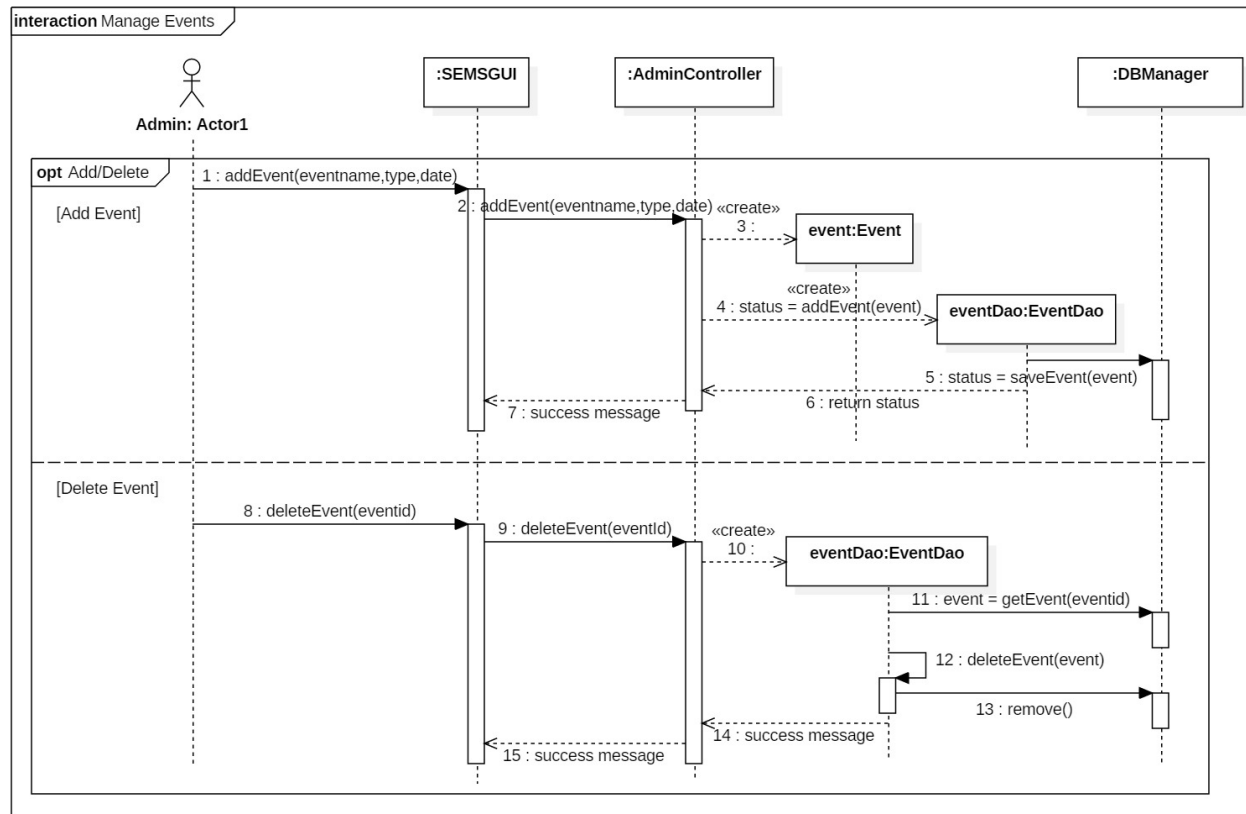 interaction Manage Events
:SEMSGUI
:AdminController
:DBManager
Admin: Actor1
opt Add/Delete
1 : addEvent(eventname,type,date)
[Add Event]
2 : addEvent(eventname,type,date)
«create»
3 :
event:Event
«create»
4 : status = addEvent(event)
eventDao:EventDao
5 : status = saveEvent(event)
6 : return status
7 : success message
[Delete Event]
8 : deleteEvent(eventid)
9 : deleteEvent(eventId)
«create»
10 :
eventDao:EventDao
11 : event = getEvent(eventid)
12 : deleteEvent(event)
13 : remove()
14 : success message
15 : success message